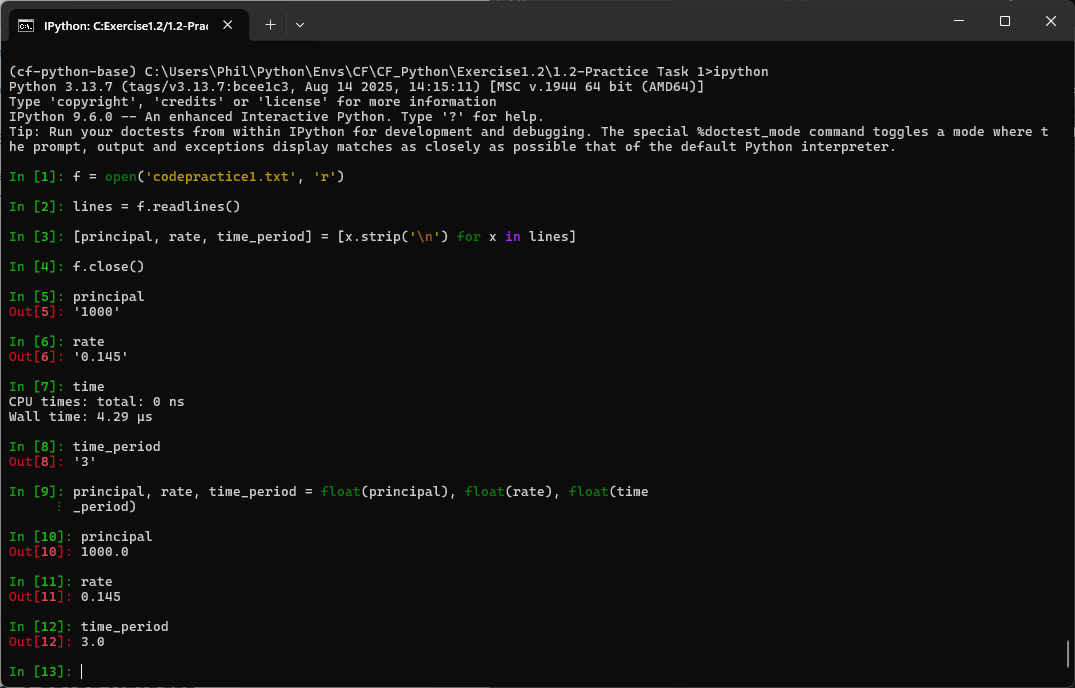 IPython: C:Exercise1.2/1.2-Prac
(cf-python-base) C:\Users\Phil\Python\Envs\CF\CF_Python\Exercise1.2\1.2-Practice Task 1>ipython
Python 3.13.7 (tags/v3.13.7:bcee1c3, Aug 14 2025, 14:15:11) [MSC v.1944 64 bit (AMD64)]
Type 'copyright', 'credits' or 'license' for more information
IPython 9.6.0 -- An enhanced Interactive Python. Type '?' for help.
Tip: Run your doctests from within IPython for development and debugging. The special %doctest_mode command toggles a mode where t
he prompt, output and exceptions display matches as closely as possible that of the default Python interpreter.
In [1]: f = open('codepractice1.txt', 'r')
In [2]: lines = f.readlines()
In [3]: [principal, rate, time_period] = [x.strip('\n') for x in lines]
In [4]: f.close()
In [5]: principal
Out[5]: '1000'
In [6]: rate
Out[6]: '0.145'
In [7]: time
CPU times: total: 0 ns
Wall time: 4.29 µs
In [8]: time_period
Out[8]: '3'
In [9]: principal, rate, time_period = float(principal), float(rate), float(time
⋮ _period)
In [10]: principal
Out[10]: 1000.0
In [11]: rate
Out[11]: 0.145
In [12]: time_period
Out[12]: 3.0
In [13]: